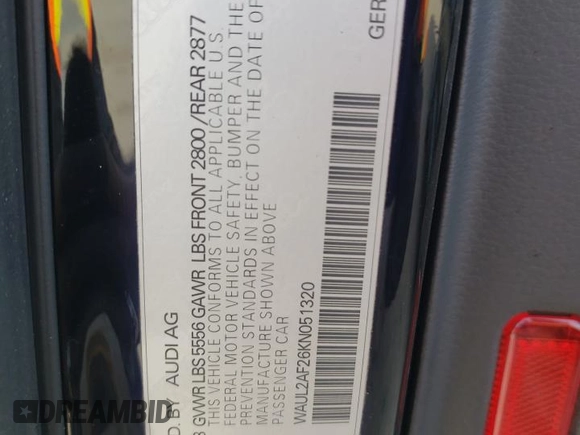 D. BY AUDI AG
GVWR LBS 5556 GAWR LBS FRONT 2800 / REAR 2877
THIS VEHICLE CONFORMS TO ALL APPLICABLE U.S.
FEDERAL MOTOR VEHICLE SAFETY, BUMPER AND THE
PREVENTION STANDARDS IN EFFECT ON THE DATE OF
MANUFACTURE SHOWN ABOVE
PASSENGER CAR
WAUL2AF26KN051320
GER
DREAMBID